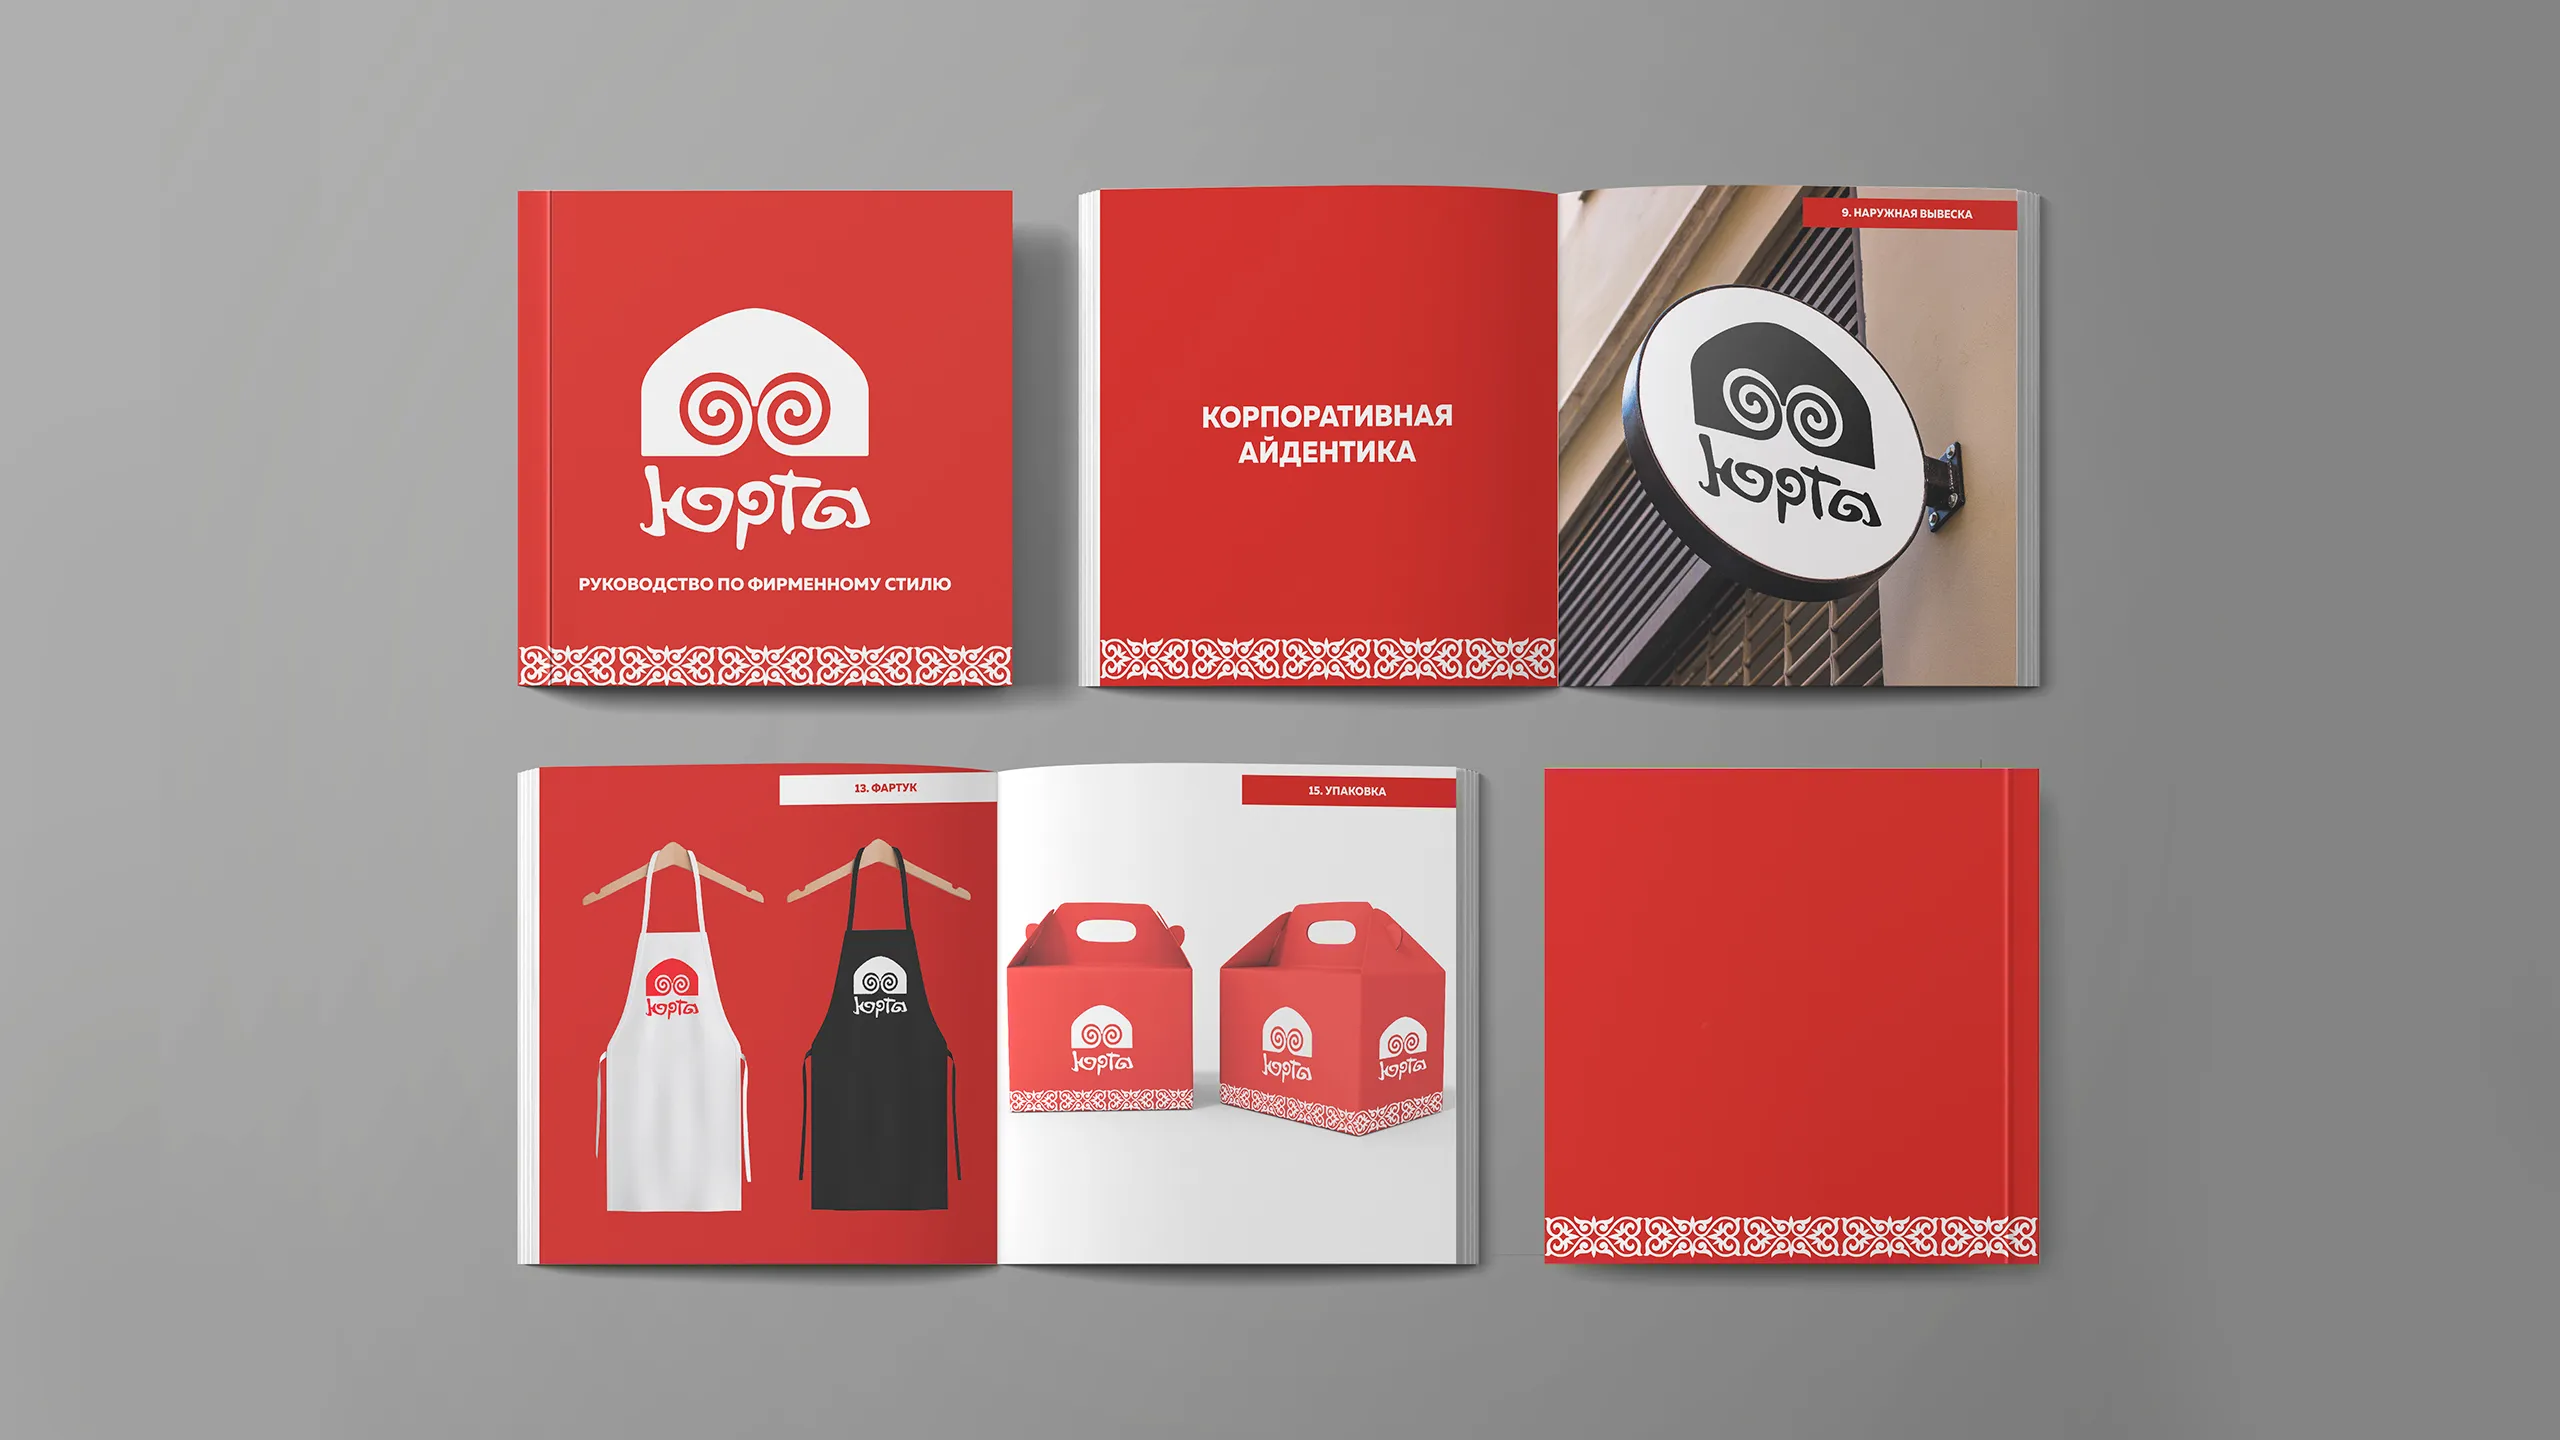 юрта
РУКОВОДСТВО ПО ФИРМЕННОМУ СТИЛЮ
КОРПОРАТИВНАЯ
АЙДЕНТИКА
9. НАРУЖНАЯ ВЫВЕСКА
юрта
13. ФАРТУК
юрта
юрта
15. УПАКОВКА
юрта
юрта
юрта